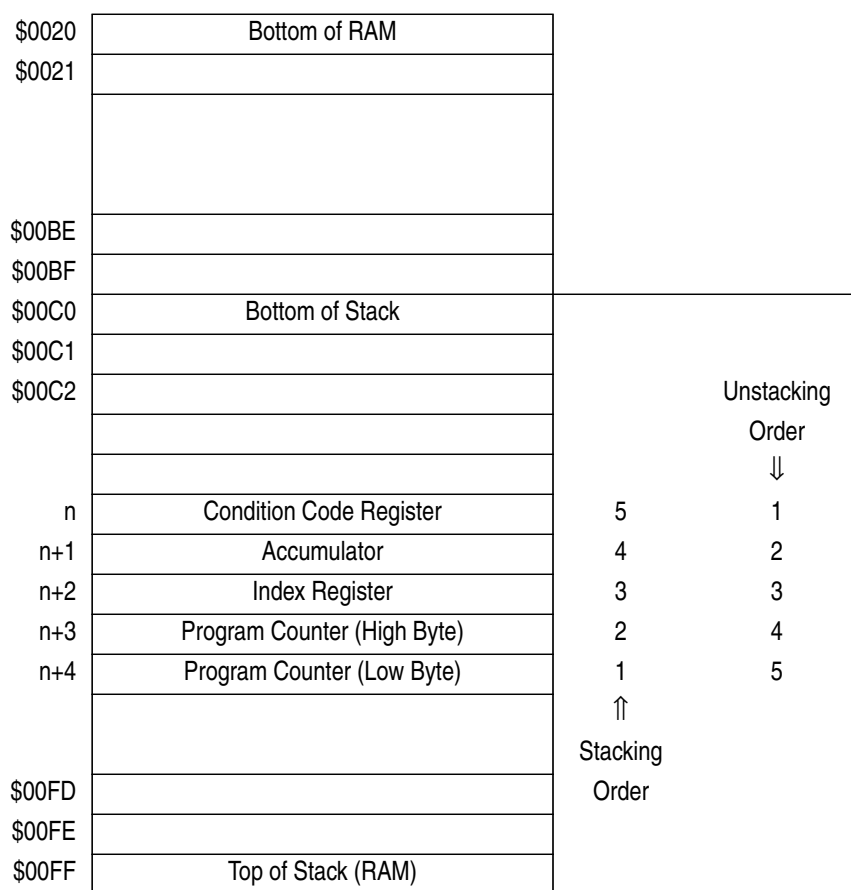 $0020 Bottom of RAM
$0021
$00BE
$00BF
$00C0 Bottom of Stack
$00C1
$00C2 Unstacking
Order
⇓
n Condition Code Register 5 1
n+1 Accumulator 4 2
n+2 Index Register 3 3
n+3 Program Counter (High Byte) 2 4
n+4 Program Counter (Low Byte) 1 5
⇑
Stacking
$00FD Order
$00FE
$00FF Top of Stack (RAM)